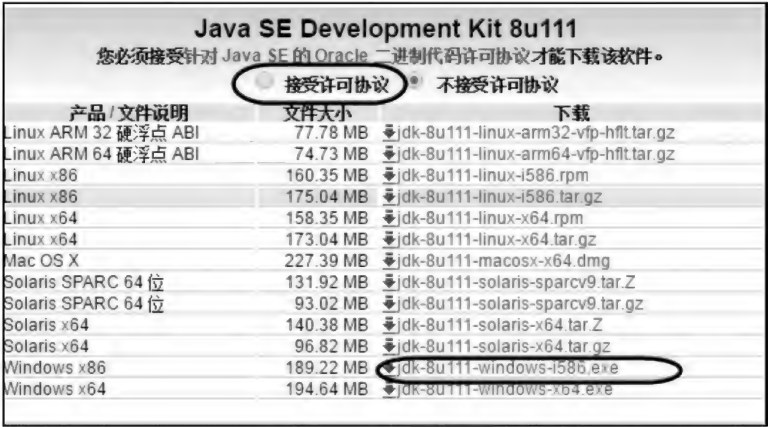 Java SE Development Kit 8u111
您必须接受针对 Java SE 的 Oracle 二进制代码许可协议才能下载该软件。
接受许可协议 不接受许可协议
产品 / 文件说明 文件大小 下载
Linux ARM 32 硬浮点 ABI 77.78 MB jdk-8u111-linux-arm32-vfp-hflt.tar.gz
Linux ARM 64 硬浮点 ABI 74.73 MB jdk-8u111-linux-arm64-vfp-hflt.tar.gz
Linux x86 160.35 MB jdk-8u111-linux-i586.rpm
Linux x86 175.04 MB jdk-8u111-linux-i586.tar.gz
Linux x64 158.35 MB jdk-8u111-linux-x64.rpm
Linux x64 173.04 MB jdk-8u111-linux-x64.tar.gz
Mac OS X 227.39 MB jdk-8u111-macosx-x64.dmg
Solaris SPARC 64 位 131.92 MB jdk-8u111-solaris-sparcv9.tar.Z
Solaris SPARC 64 位 93.02 MB jdk-8u111-solaris-sparcv9.tar.gz
Solaris x64 140.38 MB jdk-8u111-solaris-x64.tar.Z
Solaris x64 96.82 MB jdk-8u111-solaris-x64.tar.gz
Windows x86 189.22 MB jdk-8u111-windows-i586.exe
Windows x64 194.64 MB jdk-8u111-windows-x64.exe